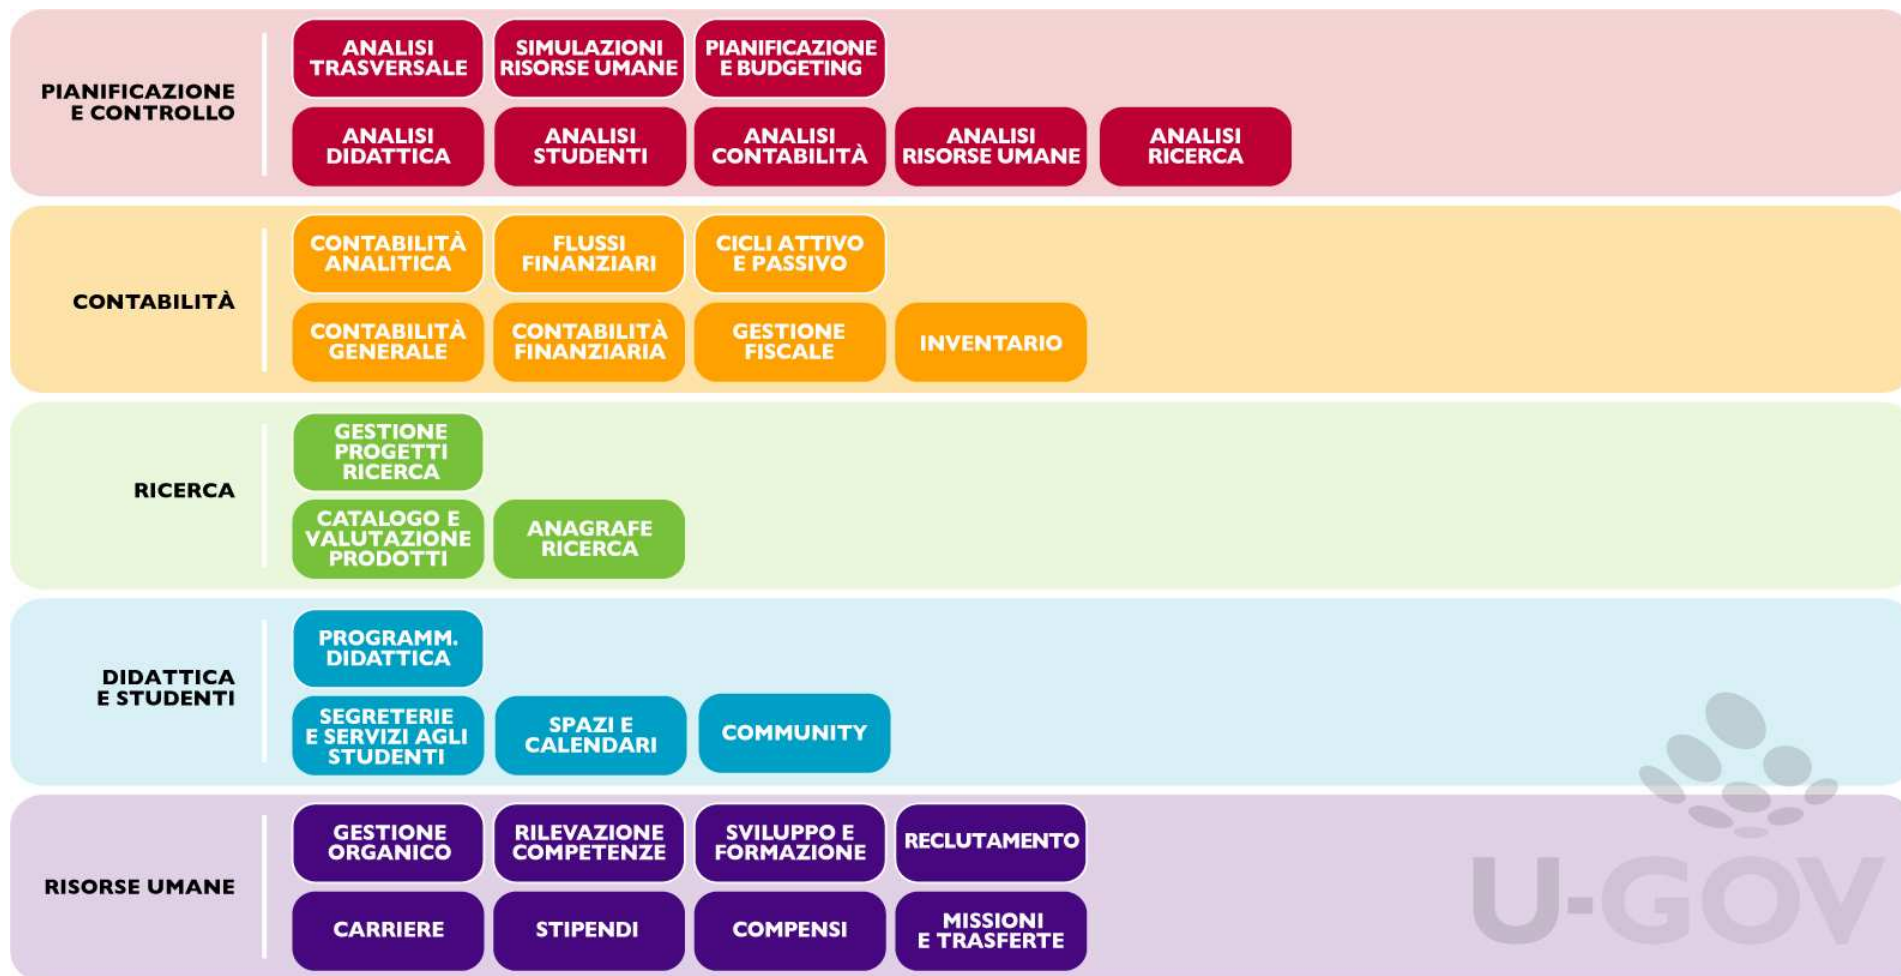 PIANIFICAZIONE
E CONTROLLO
ANALISI
TRASVERSALE
SIMULAZIONI
RISORSE UMANE
PIANIFICAZIONE
E BUDGETING
ANALISI
DIDATTICA
ANALISI
STUDENTI
ANALISI
CONTABILITÀ
ANALISI
RISORSE UMANE
ANALISI
RICERCA
CONTABILITÀ
CONTABILITÀ
ANALITICA
FLUSSI
FINANZIARI
CICLI ATTIVO
E PASSIVO
CONTABILITÀ
GENERALE
CONTABILITÀ
FINANZIARIA
GESTIONE
FISCALE
INVENTARIO
RICERCA
GESTIONE
PROGETTI
RICERCA
CATALOGO E
VALUTAZIONE
PRODOTTI
ANAGRAFE
RICERCA
DIDATTICA
E STUDENTI
PROGRAMM.
DIDATTICA
SEGRETERIE
E SERVIZI AGLI
STUDENTI
SPAZI E
CALENDARI
COMMUNITY
RISORSE UMANE
GESTIONE
ORGANICO
RILEVAZIONE
COMPETENZE
SVILUPPO E
FORMAZIONE
RECLUTAMENTO
CARRIERE
STIPENDI
COMPENSI
MISSIONI
E TRASFERTE
U-GOV